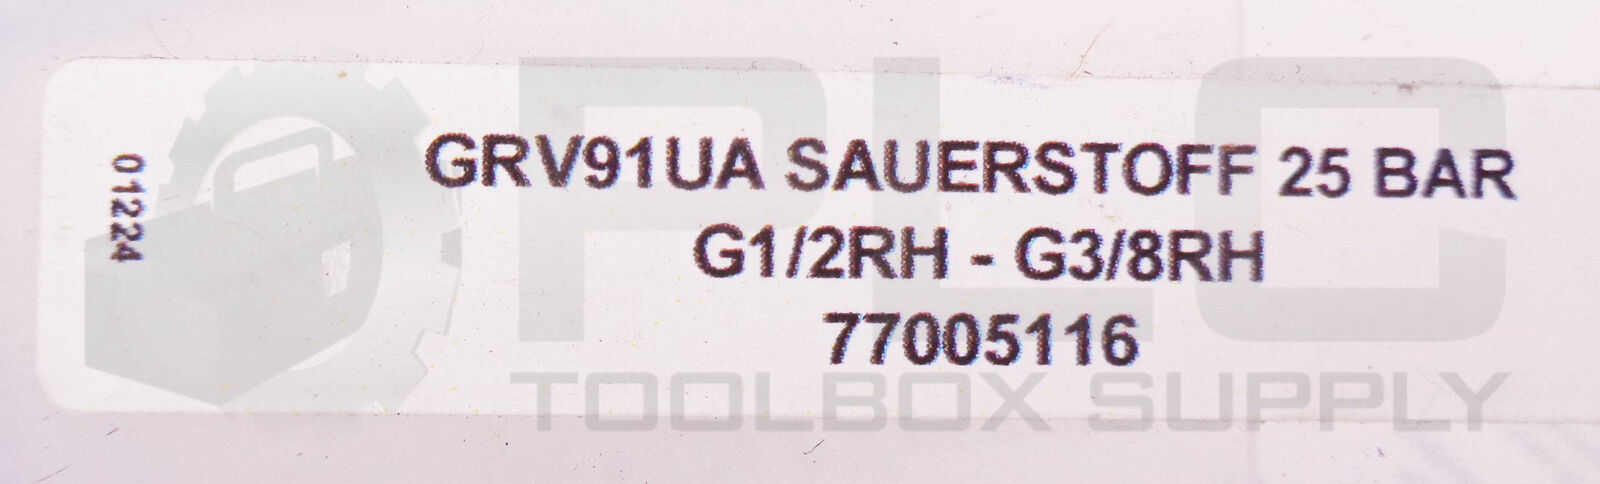 GRV91UA SAUERSTOFF 25 BAR
G1/2RH - G3/8RH
77005116
01224
PLC
TOOLBOX SUPPLY